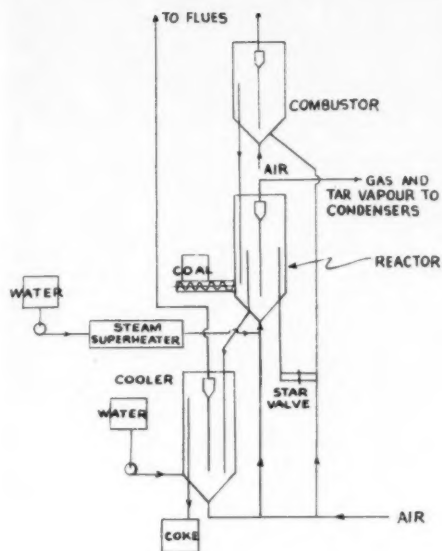 TO FLUES
COMBUSTOR
AIR
GAS AND
TAR VAPOUR TO
CONDENSERS
COAL
REACTOR
WATER
STEAM
SUPERHEATER
COOLER
STAR
VALVE
WATER
AIR
COKE